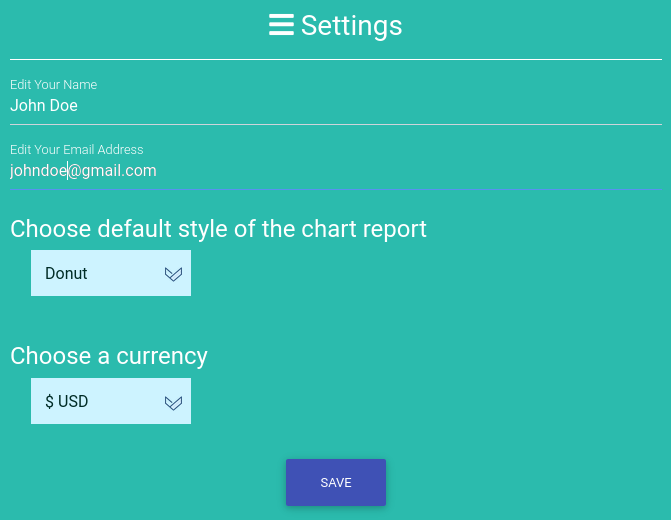 Settings
Edit Your Name
John Doe
Edit Your Email Address
johndoe@gmail.com
Choose default style of the chart report
Donut
Choose a currency
$ USD
SAVE